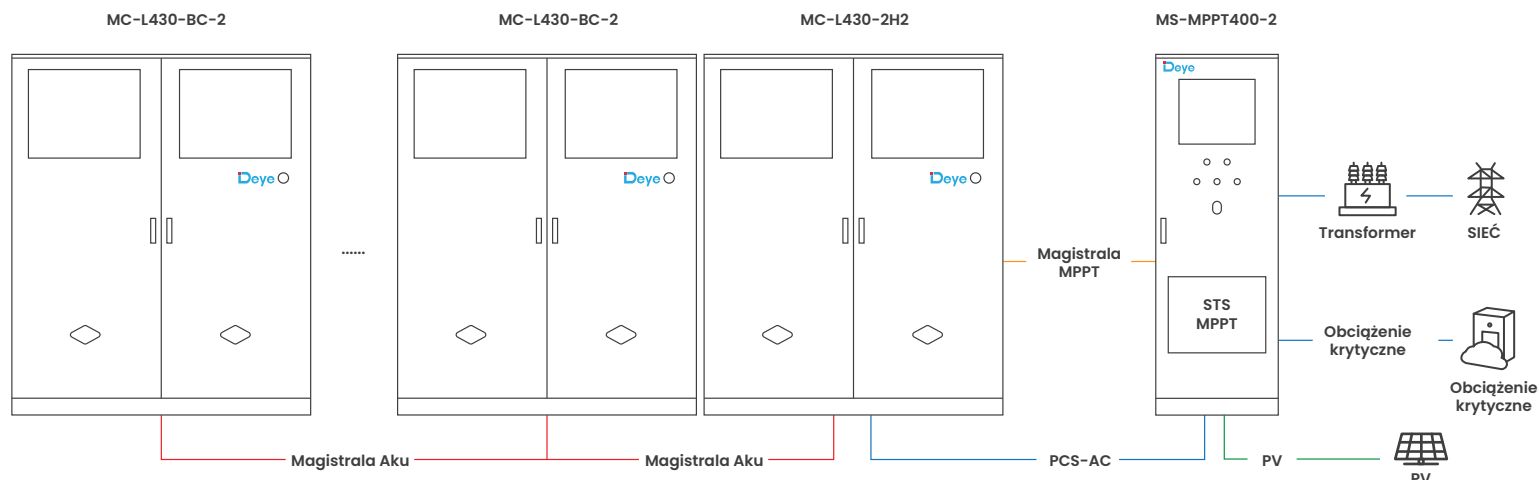 MC-L430-BC-2
MC-L430-BC-2
MC-L430-2H2
MS-MPPT400-2
Deye
Deye
Deye
Deye
......
Magistrala
MPPT
STS
MPPT
Transformer
SIEĆ
Obciążenie
krytyczne
Obciążenie
krytyczne
Magistrala Aku
Magistrala Aku
PCS-AC
PV
PV